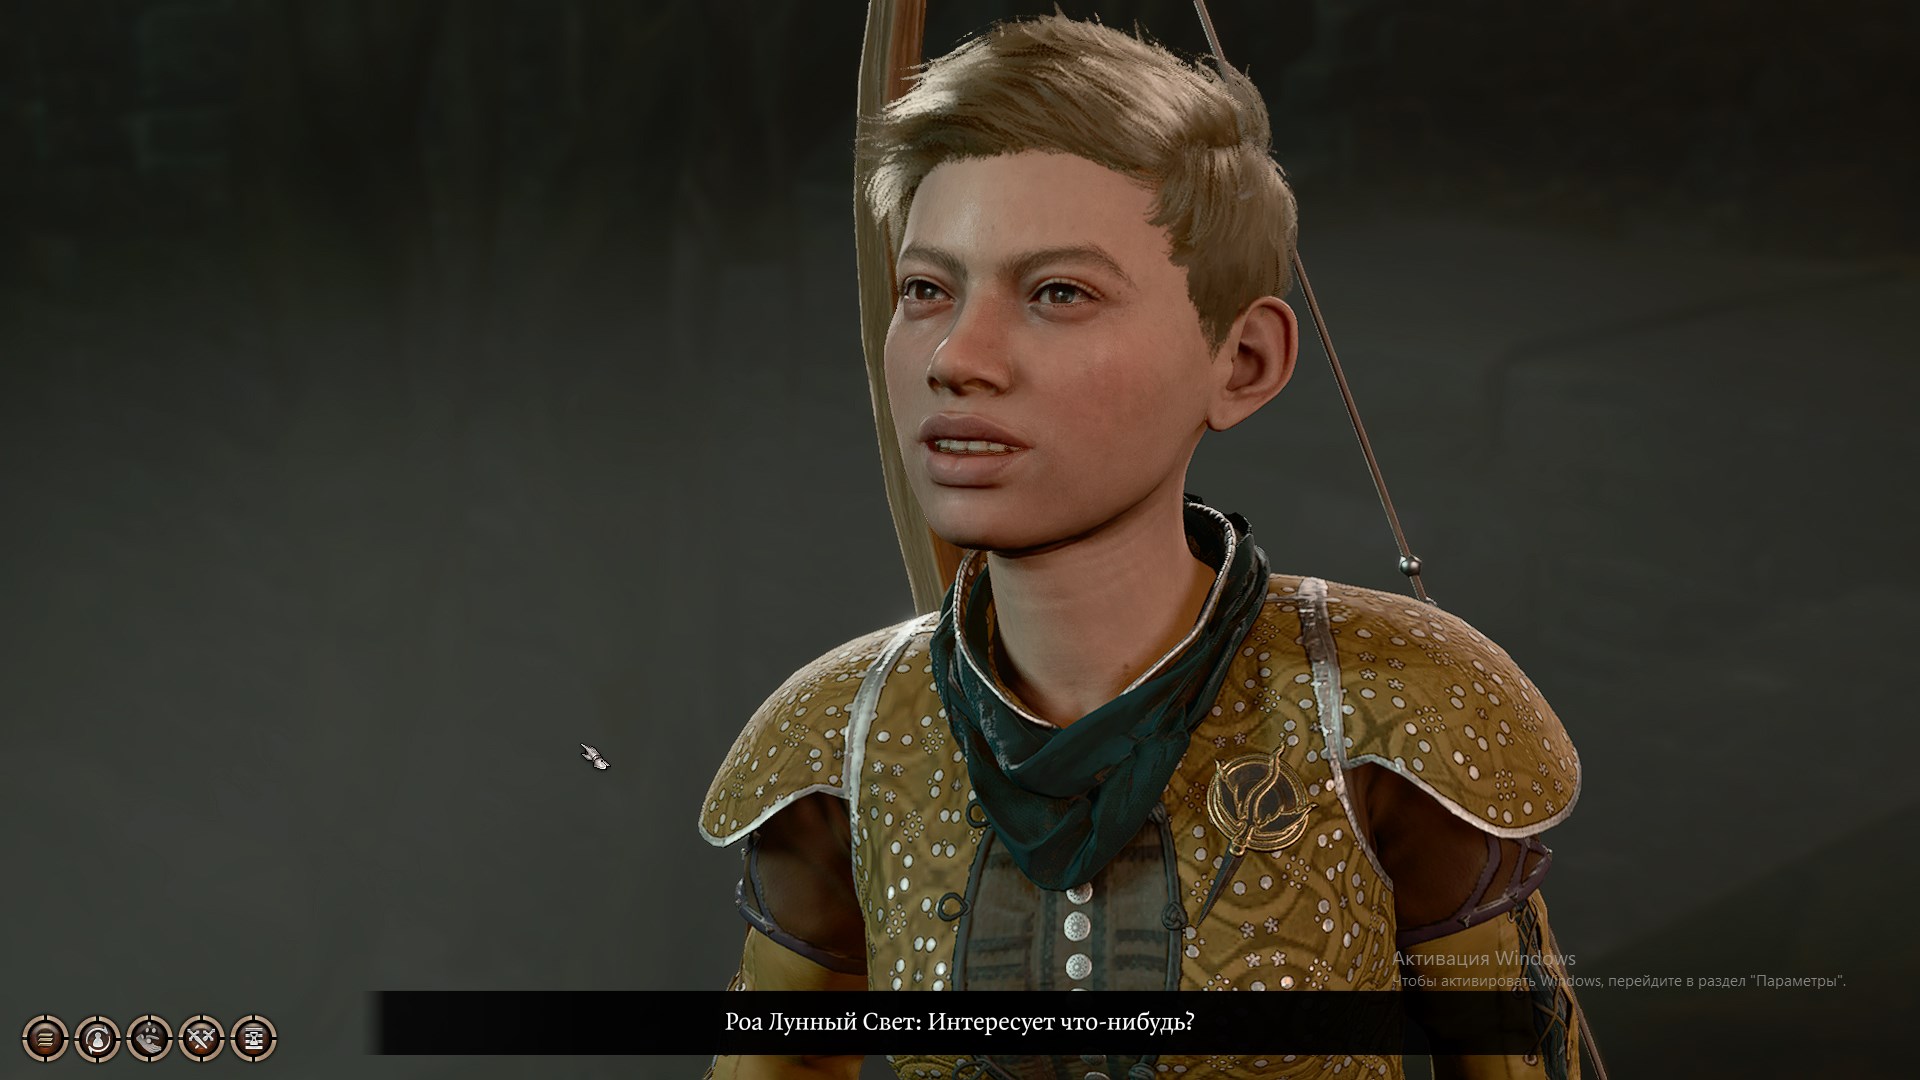 Активация Windows
Чтобы активировать Windows, перейдите в раздел "Параметры".
Роа Лунный Свет: Интересует что-нибудь?